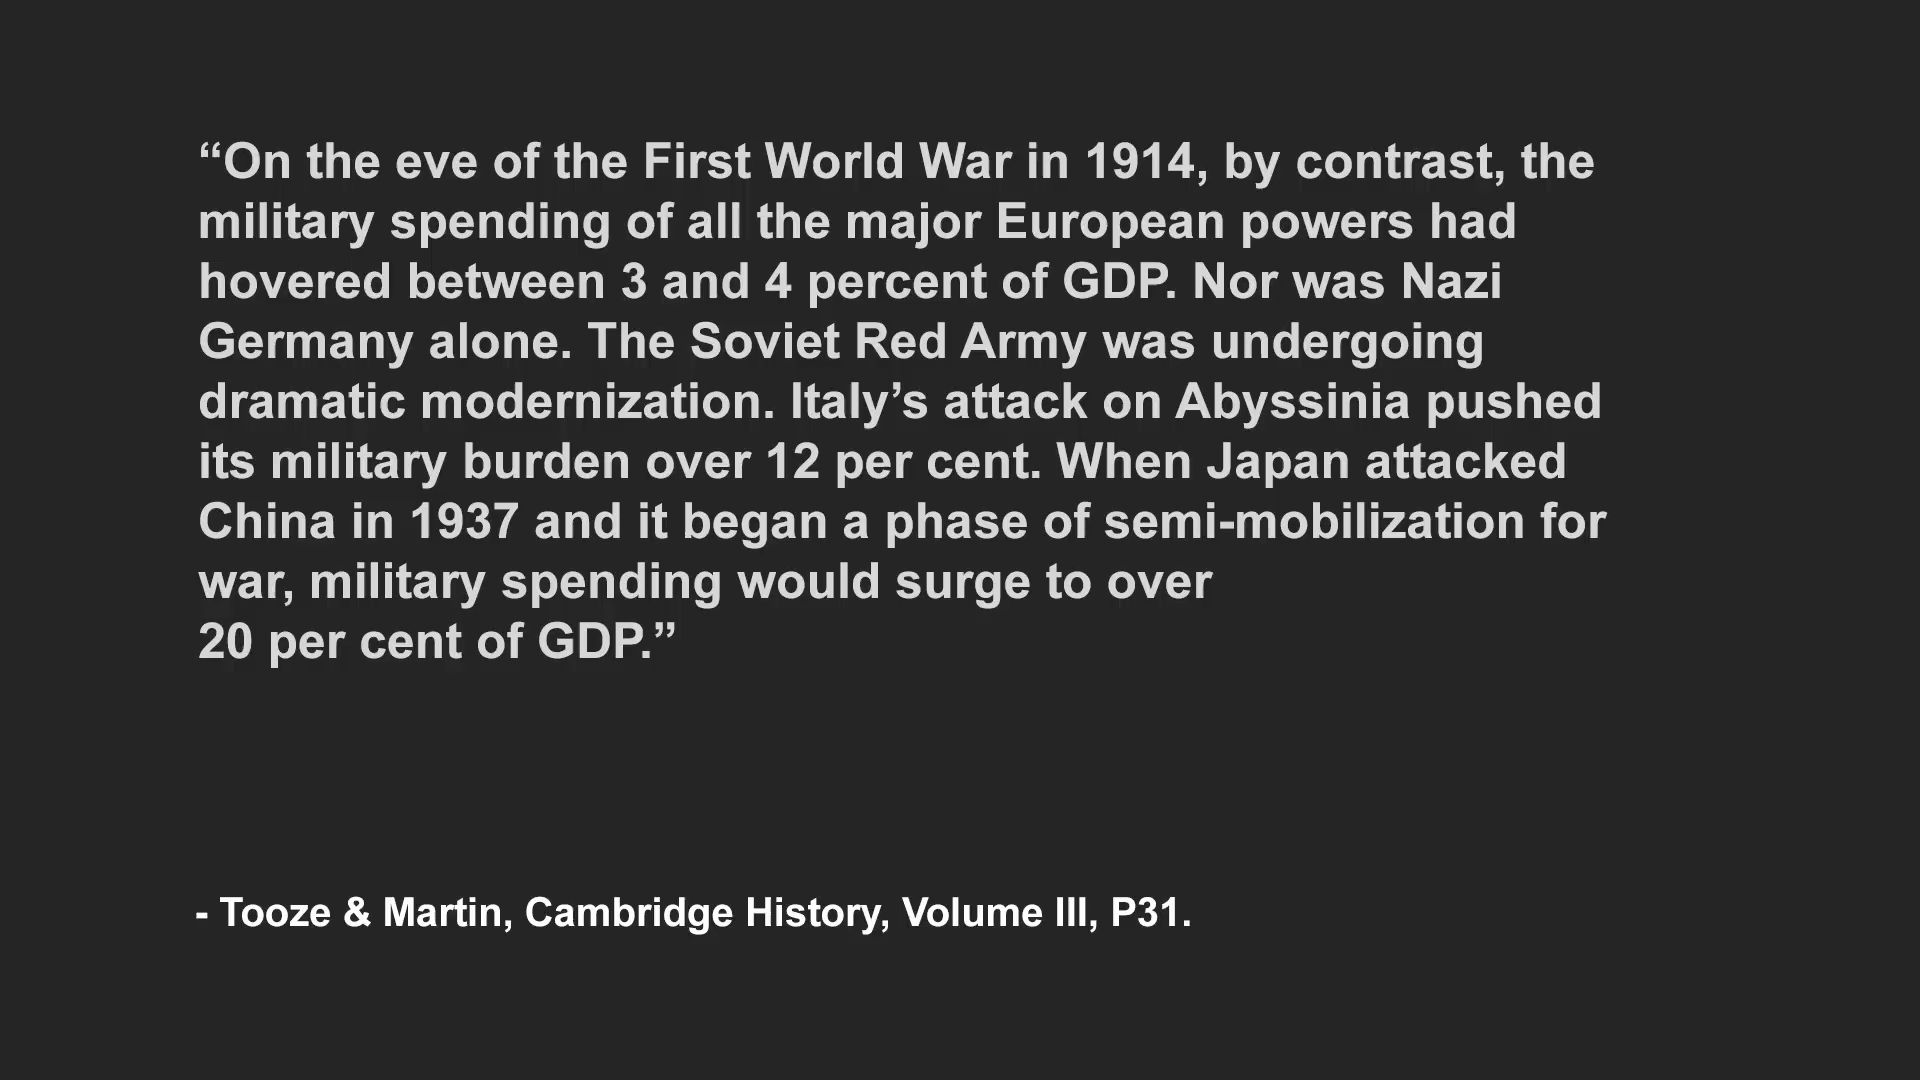 “On the eve of the First World War in 1914, by contrast, the
military spending of all the major European powers had
hovered between 3 and 4 percent of GDP. Nor was Nazi
Germany alone. The Soviet Red Army was undergoing
dramatic modernization. Italy’s attack on Abyssinia pushed
its military burden over 12 per cent. When Japan attacked
China in 1937 and it began a phase of semi-mobilization for
war, military spending would surge to over
20 per cent of GDP.”
- Tooze & Martin, Cambridge History, Volume III, P31.